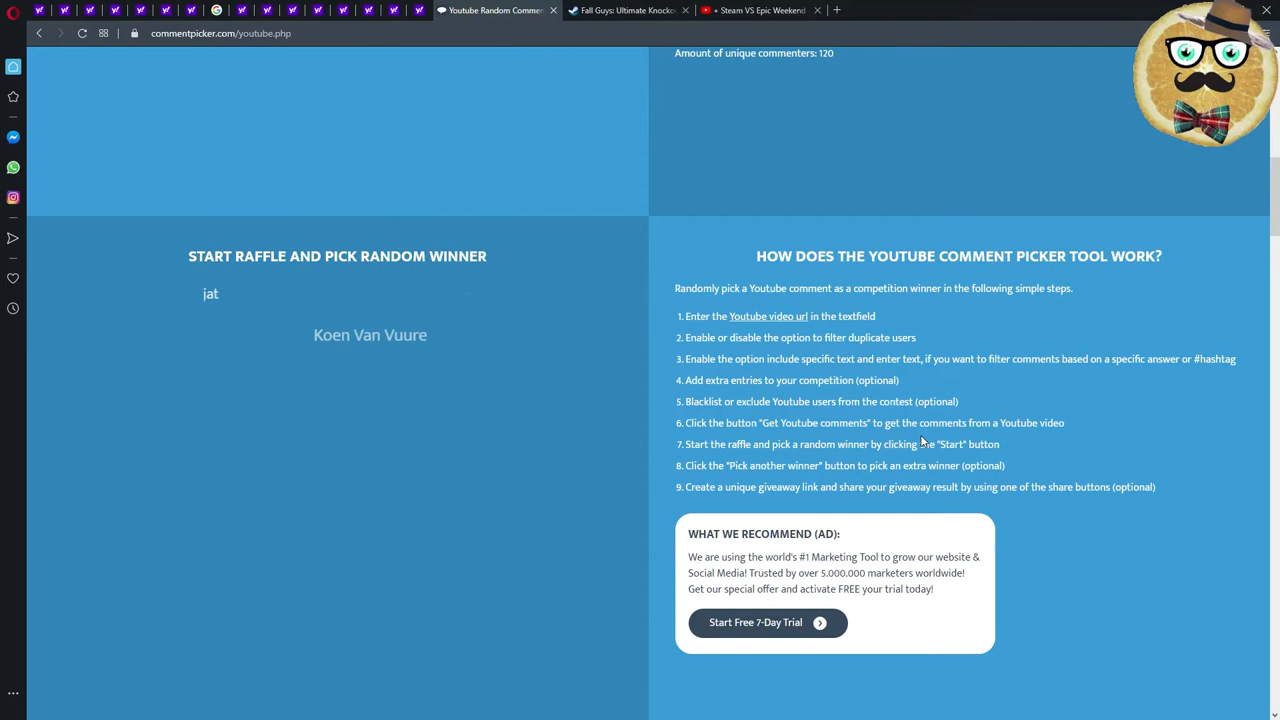 Youtube Random Commen
Fall Guys: Ultimate Knockou
+ Steam VS Epic Weekend
commentpicker.com/youtube.php
Amount of unique commenters: 120
START RAFFLE AND PICK RANDOM WINNER
jat
Koen Van Vuure
HOW DOES THE YOUTUBE COMMENT PICKER TOOL WORK?
Randomly pick a Youtube comment as a competition winner in the following simple steps.
1. Enter the Youtube video url in the textfield
2. Enable or disable the option to filter duplicate users
3. Enable the option include specific text and enter text, if you want to filter comments based on a specific answer or #hashtag
4. Add extra entries to your competition (optional)
5. Blacklist or exclude Youtube users from the contest (optional)
6. Click the button "Get Youtube comments" to get the comments from a Youtube video
7. Start the raffle and pick a random winner by clicking the "Start" button
8. Click the "Pick another winner" button to pick an extra winner (optional)
9. Create a unique giveaway link and share your giveaway result by using one of the share buttons (optional)
WHAT WE RECOMMEND (AD):
We are using the world's #1 Marketing Tool to grow our website &
Social Media! Trusted by over 5.000.000 marketers worldwide!
Get our special offer and activate FREE your trial today!
Start Free 7-Day Trial